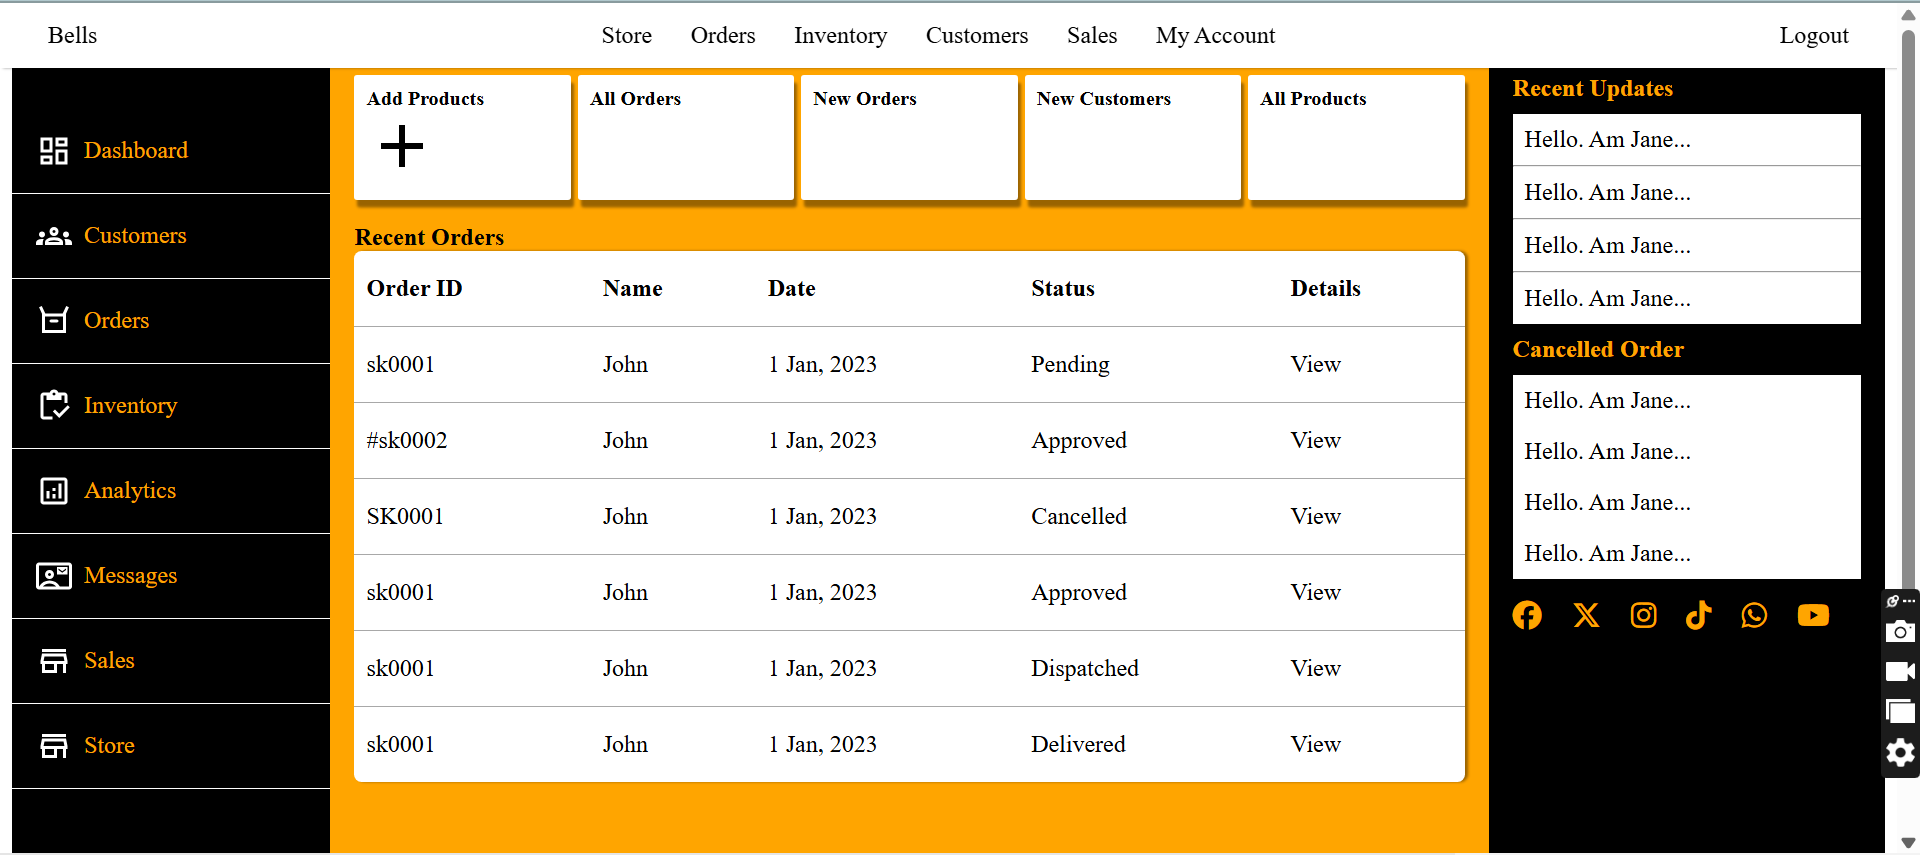 Bells Store Orders Inventory Customers Sales My Account Logout
Dashboard
Customers
Orders
Inventory
Analytics
Messages
Sales
Store
Add Products
All Orders
New Orders
New Customers
All Products
Recent Orders
Order ID Name Date Status Details
sk0001 John 1 Jan, 2023 Pending View
#sk0002 John 1 Jan, 2023 Approved View
SK0001 John 1 Jan, 2023 Cancelled View
sk0001 John 1 Jan, 2023 Approved View
sk0001 John 1 Jan, 2023 Dispatched View
sk0001 John 1 Jan, 2023 Delivered View
Recent Updates
Hello. Am Jane...
Hello. Am Jane...
Hello. Am Jane...
Hello. Am Jane...
Cancelled Order
Hello. Am Jane...
Hello. Am Jane...
Hello. Am Jane...
Hello. Am Jane...